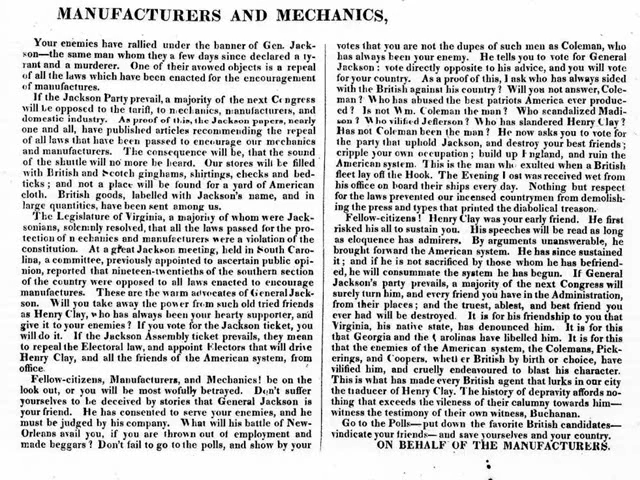 MANUFACTURERS AND MECHANICS,
Your enemies have rallied under the banner of Gen. Jack-
son—the same man whom they a few days since declared a ty-
rant and a murderer. One of their avowed objects is a repeal
of all the laws which have been enacted for the encouragement
of manufactures.
If the Jackson Party prevail, a majority of the next Congress
will be opposed to the tariff, to mechanics, manufactures, and
domestic industry. As proof of this, the Jackson papers, nearly
one and all, have published articles recommending the repeal
of all laws that have been passed to encourage our mechanics
and manufactures. The consequence will be, that the sound
of the shuttle will no more be heard. Our stores will be filled
with British and Scotch ginghams, shirtings, checks and bed-
ticks; and not a place will be found for a yard of American
cloth. British goods, labelled with Jackson's name, and in
large quantities, have been sent among us.
The Legislature of Virginia, a majority of whom were Jack-
sonians, solemnly resolved, that all the laws passed for the pro-
tection of mechanics and manufactures were a violation of the
constitution. At a great Jackson meeting, held in South Caro-
lina, a committee, previously appointed to ascertain public opin-
ion, reported that nineteen-twentieths of the southern section
of the country were opposed to all laws enacted to encourage
manufactures. These are the warm advocates of General Jack-
son. Will you take away the power from such old tried friends
as Henry Clay, who has always been your hearty supporter, and
give it to your enemies? If you vote for the Jackson ticket, you
will do it. If the Jackson Assembly ticket prevails, they mean
to repeal the Electoral law, and appoint Electors that will drive
Henry Clay, and all the friends of the American system, from
office.
Fellow-citizens, Manufacturers, and Mechanics! be on the
look out, or you will be most wofully betrayed. Don't suffer
yourselves to be deceived by stories that General Jackson is
your friend. He has consented to serve your enemies, and he
must be judged by his company. What will his battle of New-
Orleans avail you, if you are thrown out of employment and
made beggars? Don't fail to go to the polls, and show by your
votes that you are not the dupes of such men as Coleman, who
has always been your enemy. He tells you to vote for General
Jackson: vote directly opposite to his advice, and you will vote
for your country. As a proof of this, I ask who has always sided
with the British against his country? Will you not answer, Cole-
man? Who has abused the best patriots America ever produc-
ed? Is not Wm. Coleman the man? Who scandalized Madi-
son? Who vilified Jefferson? Who has slandered Henry Clay?
Has not Coleman been the man? He now asks you to vote for
the party that uphold Jackson, and destroy your best friends;
cripple your own occupation; build up England, and ruin the
American system. This is the man who exulted when a British
fleet lay off the Hook. The Evening Post was received wet from
his office on board their ships every day. Nothing but respect
for the laws prevented our incensed countrymen from demolish-
ing the press and types that printed the diabolical treason.
Fellow-citizens! Henry Clay was your early friend. He first
risked his all to sustain you. His speeches will be read as long
as eloquence has admirers. By arguments unanswerable, he
brought forward the American system. He has since sustained
it; and if he is not sacrificed by those whom he has befriend-
ed, he will consummate the system he has begun. If General
Jackson's party prevails, a majority of the next Congress will
surely turn him, and every friend you have in the Administration,
from their places; and the truest, ablest, and best friend you
ever had will be destroyed. It is for his friendship to you that
Virginia, his native state, has denounced him. It is for this
that Georgia and the Carolinas have libelled him. It is for this
that the enemies of the American system, the Colemans, Pick-
erings, and Coopers, whether British by birth or choice, have
vilified him, and cruelly endeavoured to blast his character.
This is what has made every British agent that lurks in our city
the traducer of Henry Clay. The history of depravity affords no-
thing that exceeds the vileness of their calumny towards him—
witness the testimony of their own witness, Buchanan.
Go to the Polls—put down the favorite British candidates—
vindicate your friends—and save yourselves and your country.
ON BEHALF OF THE MANUFACTURERS.